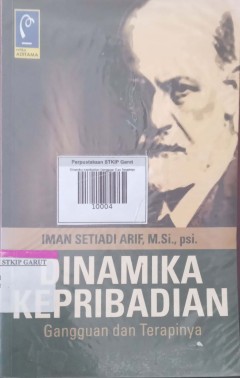 Perpustakaan STKIP Garut
10004
IMAN SETIADI ARIF, M.Si., psi.
STKIP GARUT
DINAMIKA
KEPRIBADIAN
Gangguan dan Terapinya